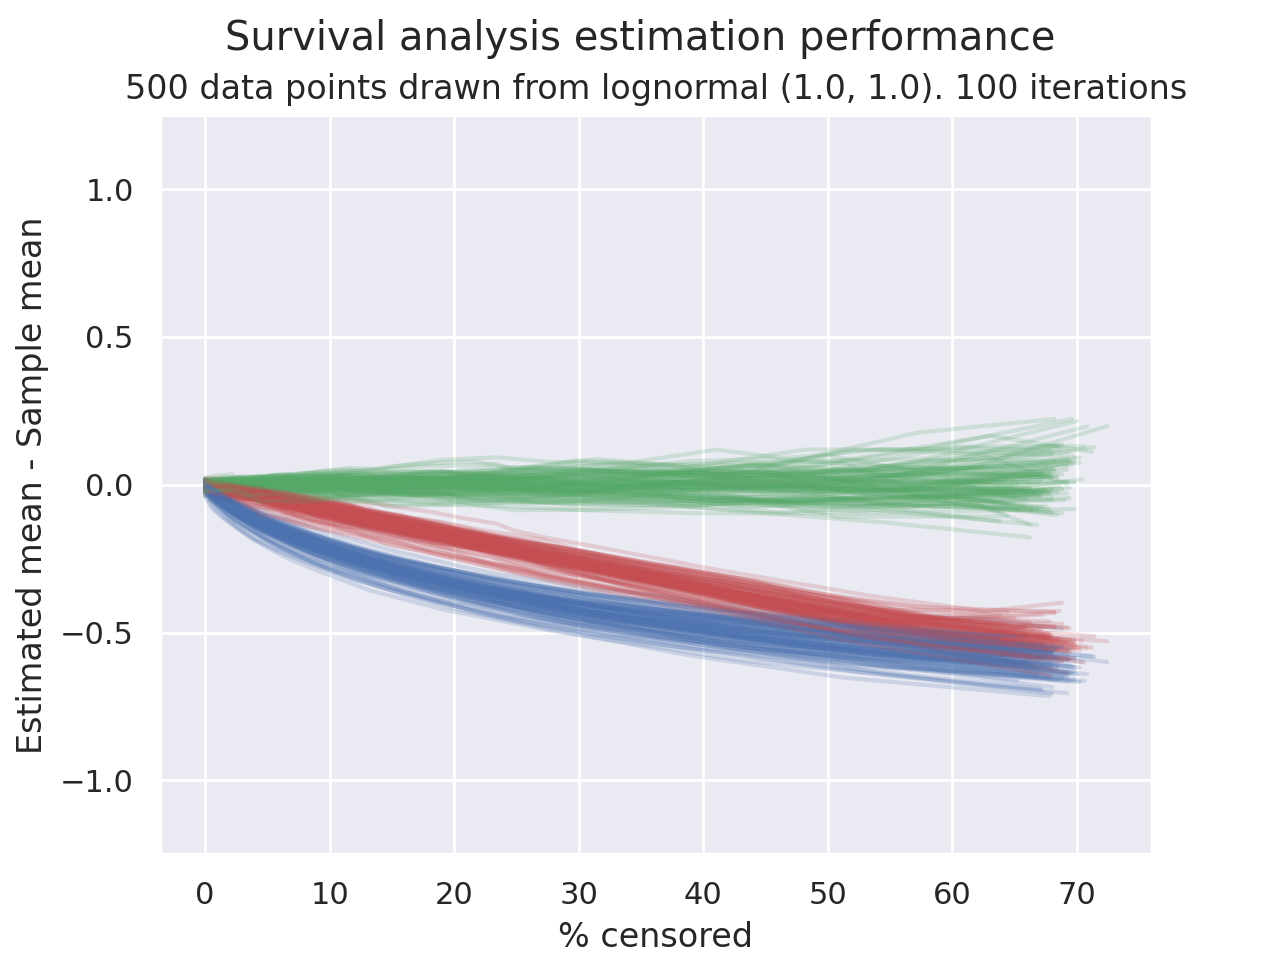 Survival analysis estimation performance
500 data points drawn from lognormal (1.0, 1.0). 100 iterations
Estimated mean - Sample mean
1.0
0.5
0.0
−0.5
−1.0
0 10 20 30 40 50 60 70
% censored